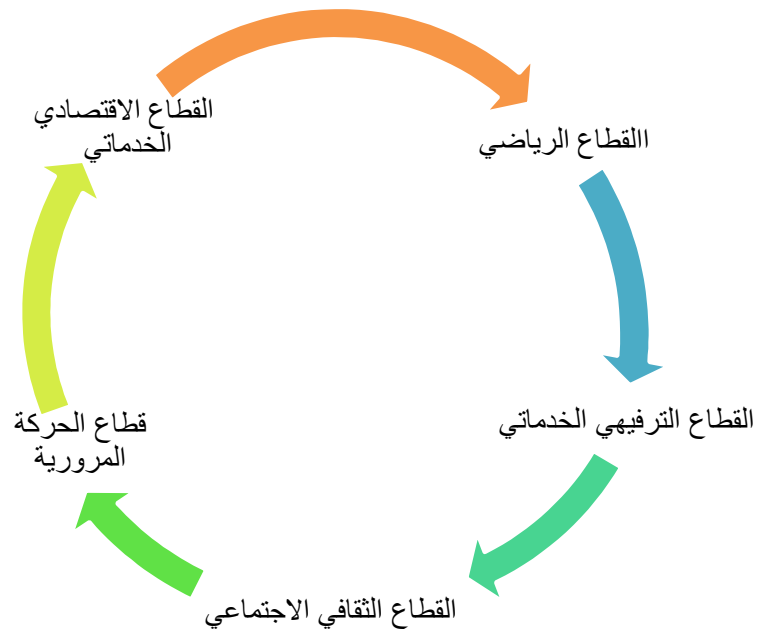 القطاع الاقتصادي
الخدماتي
االقطاع الرياضي
القطاع الترفيهي الخدماتي
القطاع الثقافي الاجتماعي
قطاع الحركة
المرورية